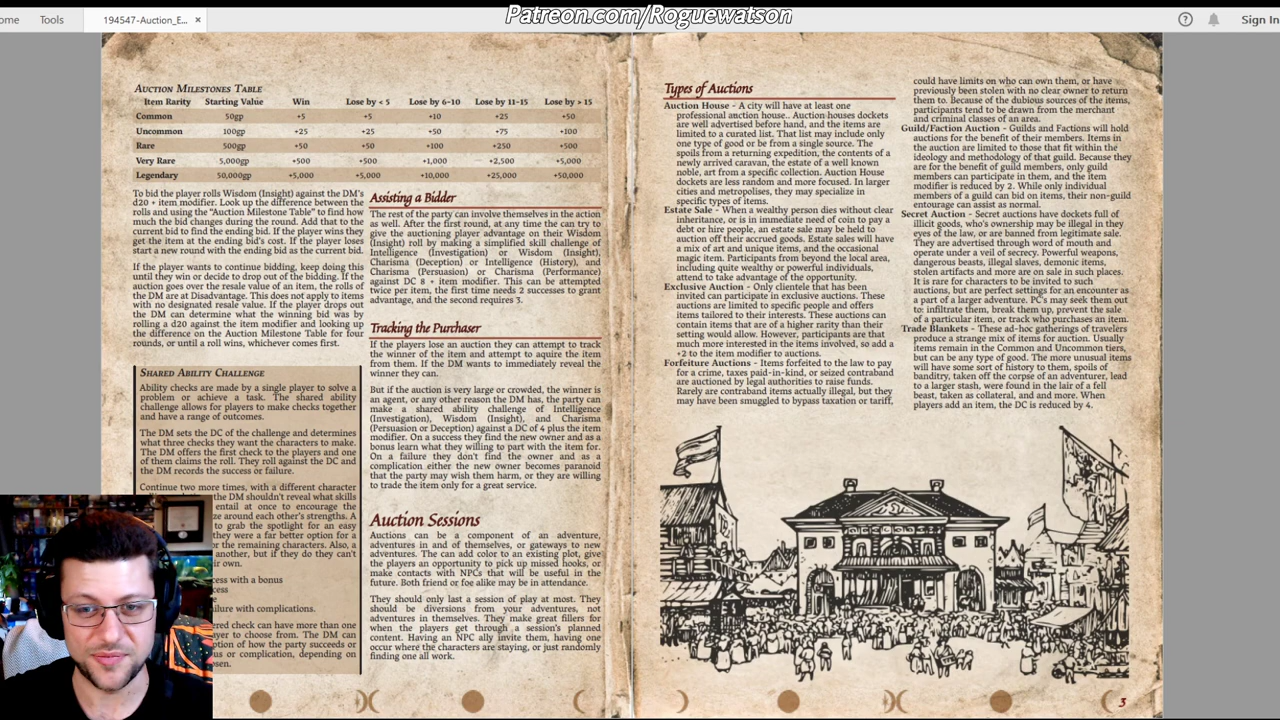 Patreon.com/Roguewatson
ome
Tools
194547-Auction_E...
×
Sign In
AUCTION MILESTONES TABLE
Item Rarity Starting Value Win Lose by < 5 Lose by 6-10 Lose by 11-15 Lose by > 15
Common 50gp +5 +5 +10 +25 +50
Uncommon 100gp +25 +25 +50 +75 +100
Rare 500gp +50 +50 +100 +250 +500
Very Rare 5,000gp +500 +500 +1,000 +2,500 +5,000
Legendary 50,000gp +5,000 +5,000 +10,000 +25,000 +50,000
To bid the player rolls Wisdom (Insight) against the DM's
d20 + item modifier. Look up the difference between the
rolls and using the "Auction Milestone Table" to find how
much the bid changes during the round. Add that to the
current bid to find the ending bid. If the player wins they
get the item at the ending bid's cost. If the player loses
start a new round with the ending bid as the current bid.
If the player wants to continue bidding, keep doing this
until they win or decide to drop out of the bidding. If the
auction goes over the resale value of an item, the rolls of
the DM are at Disadvantage. This does not apply to items
with no designated resale value. If the player drops out
the DM can determine what the winning bid was by
rolling a d20 against the item modifier and looking up
the difference on the Auction Milestone Table for four
rounds, or until a roll wins, whichever comes first.
SHARED ABILITY CHALLENGE
Ability checks are made by a single player to solve a
problem or achieve a task. The shared ability
challenge allows for players to make checks together
and have a range of outcomes.
The DM sets the DC of the challenge and determines
what three checks they want the characters to make.
The DM offers the first check to the players and one
of them claims the roll. They roll against the DC and
the DM records the success or failure.
Continue two more times, with a different character
the DM shouldn't reveal what skills
entail at once to encourage the
ze around each other's strengths. A
to grab the spotlight for an easy
they were a far better option for a
or the remaining characters. Also, a
another, but if they do they can't
ir own.
cess with a bonus
cess
e
ilure with complications.
ered check can have more than one
ayer to choose from. The DM can
ption of how the party succeeds or
us or complication, depending on
osen.
Assisting a Bidder
The rest of the party can involve themselves in the action
as well. After the first round, at any time the can try to
give the auctioning player advantage on their Wisdom
(Insight) roll by making a simplified skill challenge of
Intelligence (Investigation) or Wisdom (Insight),
Charisma (Deception) or Intelligence (History), and
Charisma (Persuasion) or Charisma (Performance)
against DC 8 + item modifier. This can be attempted
twice per item, the first time needs 2 successes to grant
advantage, and the second requires 3.
Tracking the Purchaser
If the players lose an auction they can attempt to track
the winner of the item and attempt to aquire the item
from them. If the DM wants to immediately reveal the
winner they can.
But if the auction is very large or crowded, the winner is
an agent, or any other reason the DM has, the party can
make a shared ability challenge of Intelligence
(Investigation), Wisdom (Insight), and Charisma
(Persuasion or Deception) against a DC of 4 plus the item
modifier. On a success they find the new owner and as a
bonus learn what they willing to part with the item for.
On a failure they don't find the owner and as a
complication either the new owner becomes paranoid
that the party may wish them harm, or they are willing
to trade the item only for a great service.
Auction Sessions
Auctions can be a component of an adventure,
adventures in and of themselves, or gateways to new
adventures. The can add color to an existing plot, give
the players an opportunity to pick up missed hooks, or
make contacts with NPCs that will be useful in the
future. Both friend or foe alike may be in attendance.
They should only last a session of play at most. They
should be diversions from your adventures, not
adventures in themselves. They make great fillers for
when the players get through a session's planned
content. Having an NPC ally invite them, having one
occur where the characters are staying, or just randomly
finding one all work.
Types of Auctions
Auction House - A city will have at least one
professional auction house.. Auction houses dockets
are well advertised before hand, and the items are
limited to a curated list. That list may include only
one type of good or be from a single source. The
spoils from a returning expedition, the contents of a
newly arrived caravan, the estate of a well known
noble, art from a specific collection. Auction House
dockets are less random and more focused. In larger
cities and metropolises, they may specialize in
specific types of items.
Estate Sale - When a wealthy person dies without clear
inheritance, or is in immediate need of coin to pay a
debt or hire people, an estate sale may be held to
auction off their accrued goods. Estate sales will have
a mix of art and unique items, and the occasional
magic item. Participants from beyond the local area,
including quite wealthy or powerful individuals,
attend to take advantage of the opportunity.
Exclusive Auction - Only clientele that has been
invited can participate in exclusive auctions. These
auctions are limited to specific people and offers
items tailored to their interests. These auctions can
contain items that are of a higher rarity than their
setting would allow. However, participants are that
much more interested in the items involved, so add a
+2 to the item modifier to auctions.
Forfeiture Auctions - Items forfeited to the law to pay
for a crime, taxes paid-in-kind, or seized contraband
are auctioned by legal authorities to raise funds.
Rarely are contraband items actually illegal, but they
may have been smuggled to bypass taxation or tariff,
could have limits on who can own them, or have
previously been stolen with no clear owner to return
them to. Because of the dubious sources of the items,
participants tend to be drawn from the merchant
and criminal classes of an area.
Guild/Faction Auction - Guilds and Factions will hold
auctions for the benefit of their members. Items in
the auction are limited to those that fit within the
ideology and methodology of that guild. Because they
are for the benefit of guild members, only guild
members can participate in them, and the item
modifier is reduced by 2. While only individual
members of a guild can bid on items, their non-guild
entourage can assist as normal.
Secret Auction - Secret auctions have dockets full of
illicit goods, who's ownership may be illegal in they
eyes of the law, or are banned from legitimate sale.
They are advertised through word of mouth and
operate under a veil of secrecy. Powerful weapons,
dangerous beasts, illegal slaves, demonic items,
stolen artifacts and more are on sale in such places.
It is rare for characters to be invited to such
auctions, but are perfect settings for an encounter as
a part of a larger adventure. PC's may seek them out
to: infiltrate them, break them up, prevent the sale
of a particular item, or track who purchases an item.
Trade Blankets - These ad-hoc gatherings of travelers
produce a strange mix of items for auction. Usually
items remain in the Common and Uncommon tiers,
but can be any type of good. The more unusual items
will have some sort of history to them, spoils of
banditry, taken off the corpse of an adventurer, lead
to a larger stash, were found in the lair of a fell
beast, taken as collateral, and and more. When
players add an item, the DC is reduced by 4.
3